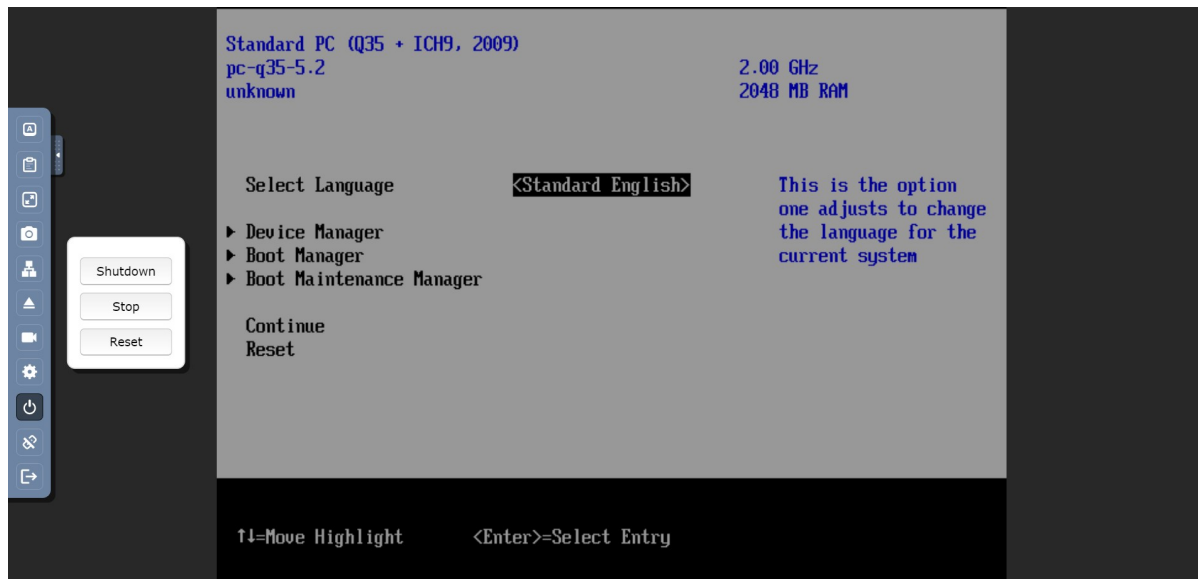 Standard PC (Q35 + ICH9, 2009)
pc-q35-5.2 2.00 GHz
unknown 2048 MB RAM
A
Select Language <Standard English> This is the option
one adjusts to change
▶ Device Manager the language for the
▶ Boot Manager current system
▶ Boot Maintenance Manager
Continue
Reset
Shutdown
Stop
Reset
↑↓=Move Highlight <Enter>=Select Entry